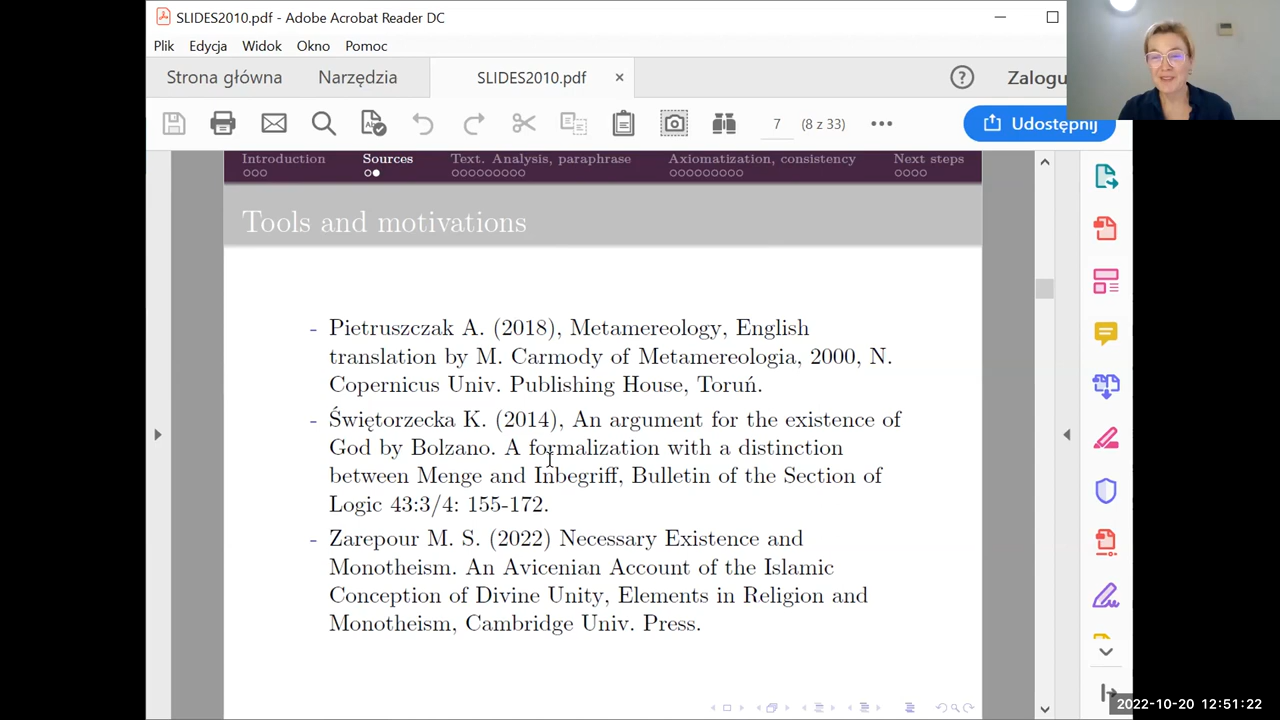 SLIDES2010.pdf - Adobe Acrobat Reader DC
Plik Edycja Widok Okno Pomoc
Strona główna Narzędzia SLIDES2010.pdf × ?
7 (8 z 33) Udostępnij
Introduction Sources Text. Analysis, paraphrase Axiomatization, consistency Next steps
Tools and motivations
- Pietruszczak A. (2018), Metamereology, English
translation by M. Carmody of Metamereologia, 2000, N.
Copernicus Univ. Publishing House, Toruń.
- Świętorzecka K. (2014), An argument for the existence of
God by Bolzano. A formalization with a distinction
between Menge and Inbegriff, Bulletin of the Section of
Logic 43:3/4: 155-172.
- Zarepour M. S. (2022) Necessary Existence and
Monotheism. An Avicenian Account of the Islamic
Conception of Divine Unity, Elements in Religion and
Monotheism, Cambridge Univ. Press.
2022-10-20 12:51:22